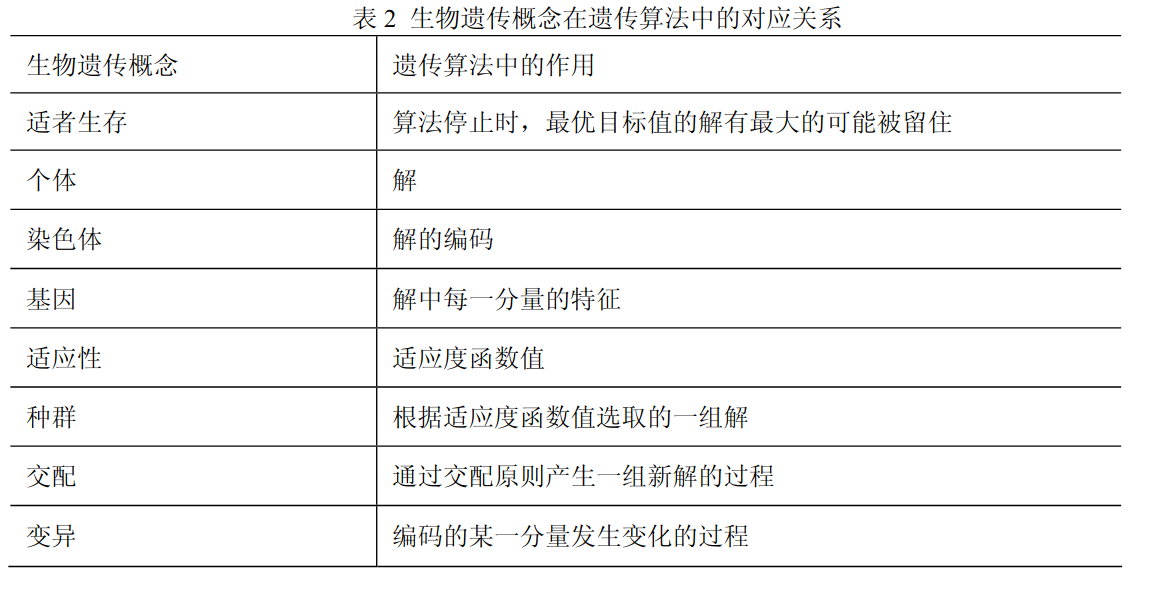 表 2 生物遗传概念在遗传算法中的对应关系
生物遗传概念 遗传算法中的作用
适者生存 算法停止时，最优目标值的解有最大的可能被留住
个体 解
染色体 解的编码
基因 解中每一分量的特征
适应性 适应度函数值
种群 根据适应度函数值选取的一组解
交配 通过交配原则产生一组新解的过程
变异 编码的某一分量发生变化的过程